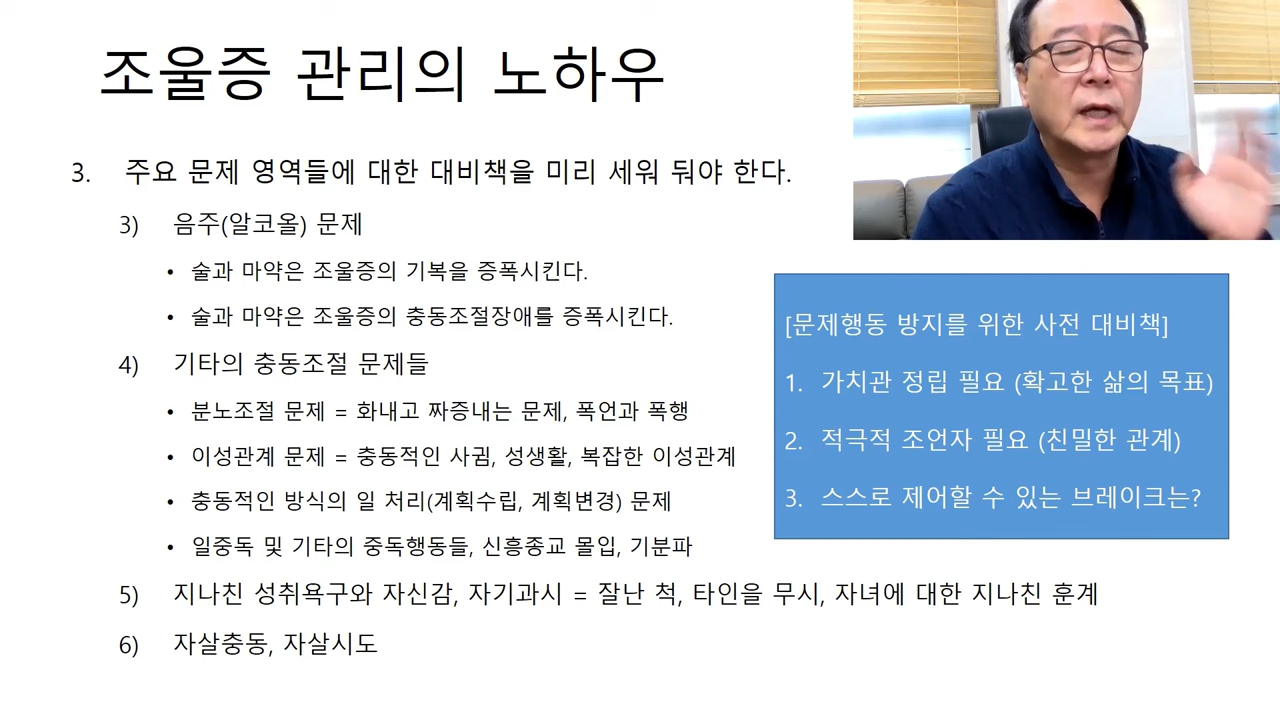 조울증 관리의 노하우
3. 주요 문제 영역들에 대한 대비책을 미리 세워 둬야 한다.
3) 음주(알코올) 문제
• 술과 마약은 조울증의 기복을 증폭시킨다.
• 술과 마약은 조울증의 충동조절장애를 증폭시킨다.
4) 기타의 충동조절 문제들
• 분노조절 문제 = 화내고 짜증내는 문제, 폭언과 폭행
• 이성관계 문제 = 충동적인 사귐, 성생활, 복잡한 이성관계
• 충동적인 방식의 일 처리(계획수립, 계획변경) 문제
• 일중독 및 기타의 중독행동들, 신흥종교 몰입, 기분파
5) 지나친 성취욕구와 자신감, 자기과시 = 잘난 척, 타인을 무시, 자녀에 대한 지나친 훈계
6) 자살충동, 자살시도
[문제행동 방지를 위한 사전 대비책]
1. 가치관 정립 필요 (확고한 삶의 목표)
2. 적극적 조언자 필요 (친밀한 관계)
3. 스스로 제어할 수 있는 브레이크는?